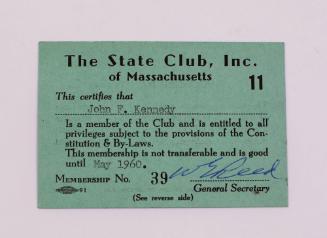 The State Club, Inc.
of Massachusetts
11
This certifies that
John F. Kennedy
Is a member of the Club and is entitled to all
privileges subject to the provisions of the Con-
stitution & By-Laws.
This membership is not transferable and is good
until May 1960.
Membership No. 39 W E Reed
91
General Secretary
(See reverse side)